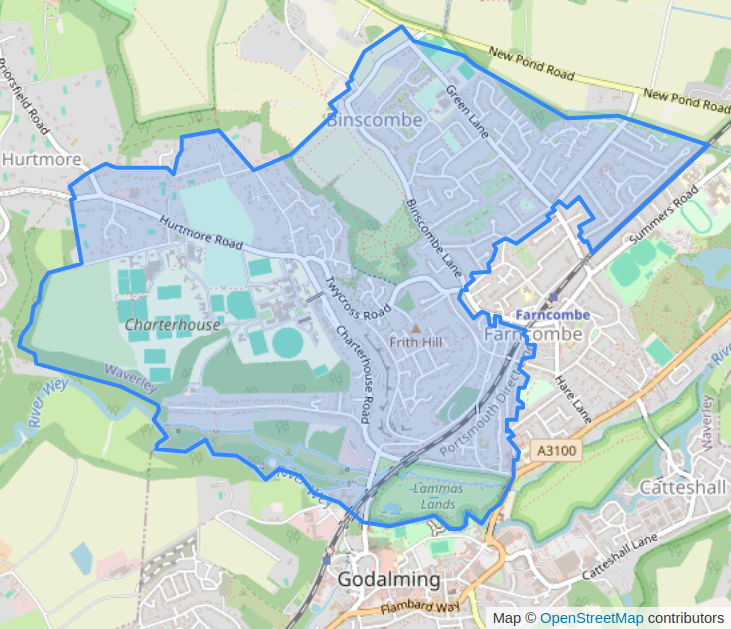 New Pond Road
New Pond Road
Priorsfield Road
Green Lane
Binscombe
Hurtmore
Summers Road
Binscombe Lane
Hurtmore Road
Twycross Road
Farncombe
Charterhouse
Farncombe
Frith Hill
Charterhouse Road
Waverley
River Wey
Portsmouth Direct
Hare Lane
Waverley
A3100
River Wey
Lammas
Lands
Catteshall
Catteshall Lane
Godalming
Flambard Way
Map © OpenStreetMap contributors